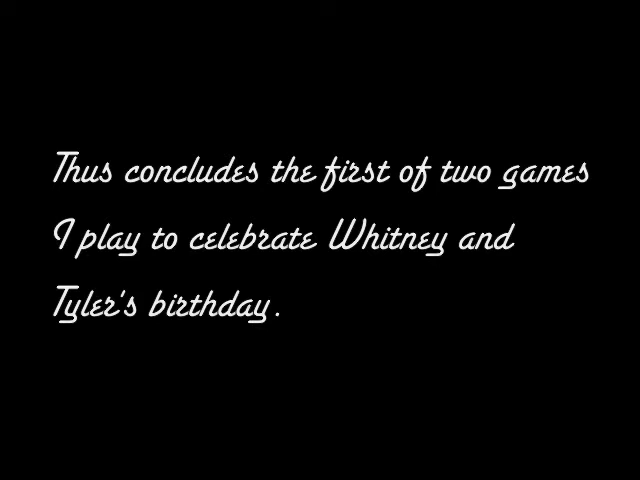 Thus concludes the first of two games
I play to celebrate Whitney and
Tyler's birthday.